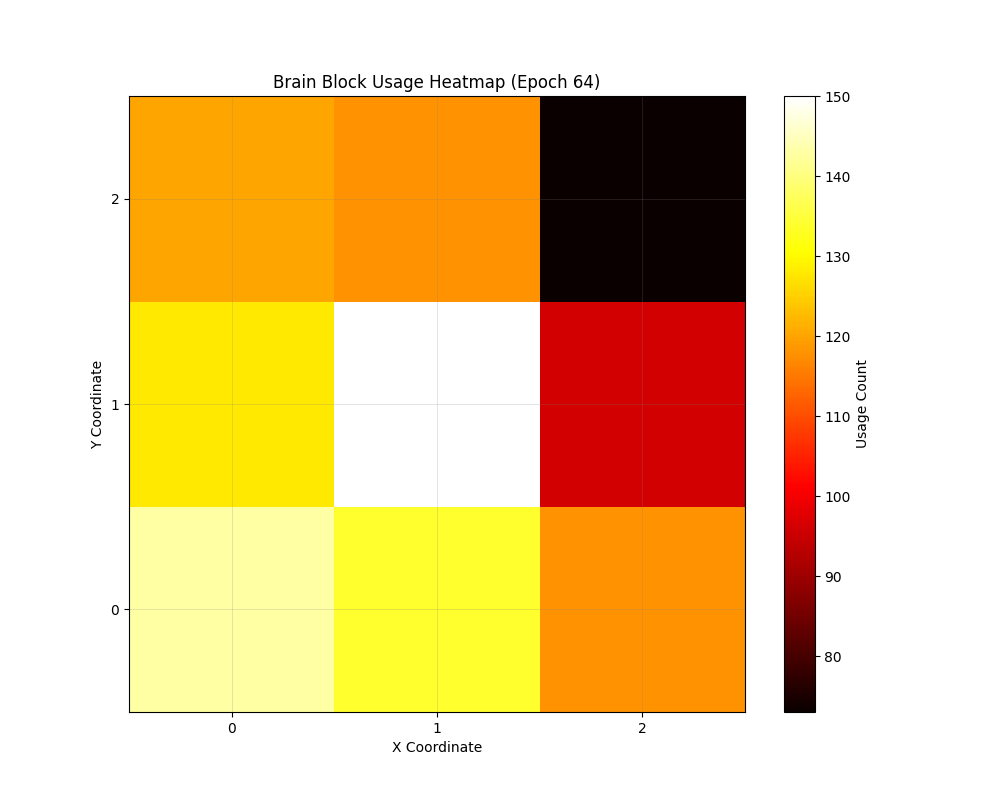 Brain Block Usage Heatmap (Epoch 64)
2
1
0
Y Coordinate
0 1 2
X Coordinate
150
140
130
120
110
100
90
80
Usage Count